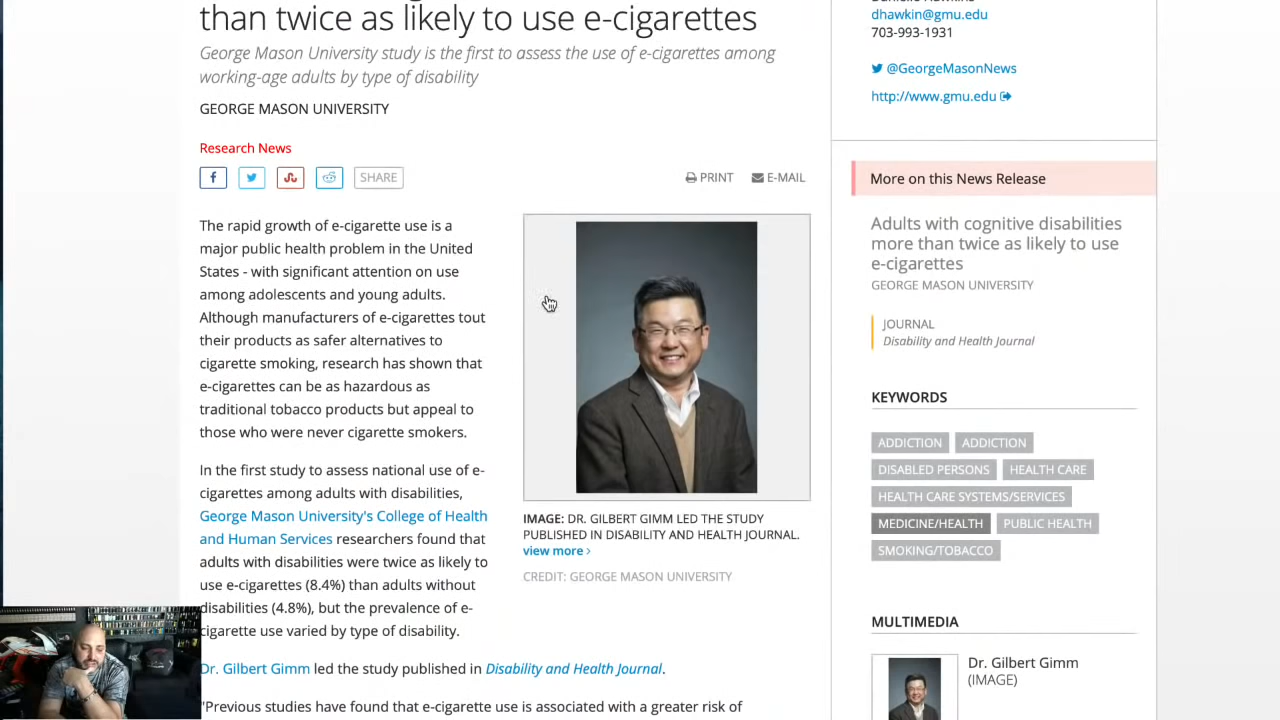 than twice as likely to use e-cigarettes
George Mason University study is the first to assess the use of e-cigarettes among
working-age adults by type of disability
GEORGE MASON UNIVERSITY
Research News
SHARE
PRINT
E-MAIL
The rapid growth of e-cigarette use is a
major public health problem in the United
States - with significant attention on use
among adolescents and young adults.
Although manufacturers of e-cigarettes tout
their products as safer alternatives to
cigarette smoking, research has shown that
e-cigarettes can be as hazardous as
traditional tobacco products but appeal to
those who were never cigarette smokers.
In the first study to assess national use of e-
cigarettes among adults with disabilities,
George Mason University's College of Health
and Human Services researchers found that
adults with disabilities were twice as likely to
use e-cigarettes (8.4%) than adults without
disabilities (4.8%), but the prevalence of e-
cigarette use varied by type of disability.
Dr. Gilbert Gimm led the study published in Disability and Health Journal.
"Previous studies have found that e-cigarette use is associated with a greater risk of
IMAGE: DR. GILBERT GIMM LED THE STUDY
PUBLISHED IN DISABILITY AND HEALTH JOURNAL.
view more >
CREDIT: GEORGE MASON UNIVERSITY
dhawkin@gmu.edu
703-993-1931
@GeorgeMasonNews
http://www.gmu.edu
More on this News Release
Adults with cognitive disabilities
more than twice as likely to use
e-cigarettes
GEORGE MASON UNIVERSITY
JOURNAL
Disability and Health Journal
KEYWORDS
ADDICTION ADDICTION
DISABLED PERSONS HEALTH CARE
HEALTH CARE SYSTEMS/SERVICES
MEDICINE/HEALTH PUBLIC HEALTH
SMOKING/TOBACCO
MULTIMEDIA
Dr. Gilbert Gimm
(IMAGE)